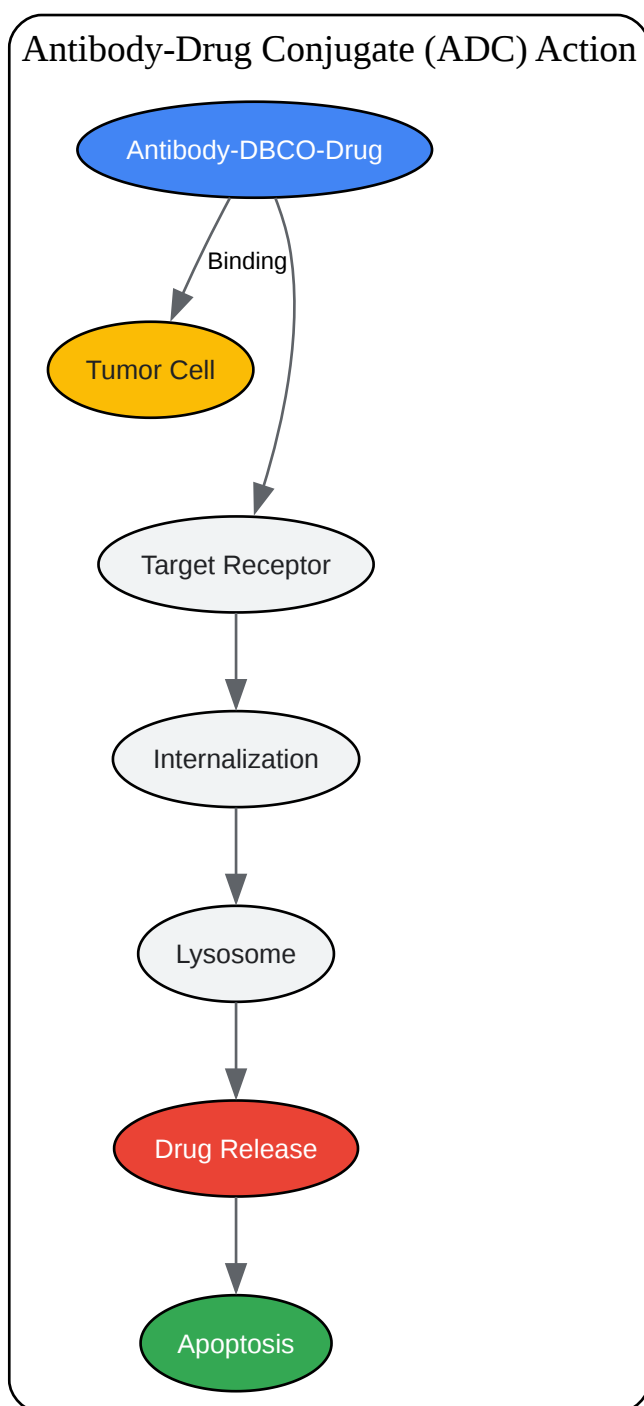 Antibody-Drug Conjugate (ADC) Action
Antibody-DBCO-Drug
Binding
Tumor Cell
Target Receptor
Internalization
Lysosome
Drug Release
Apoptosis